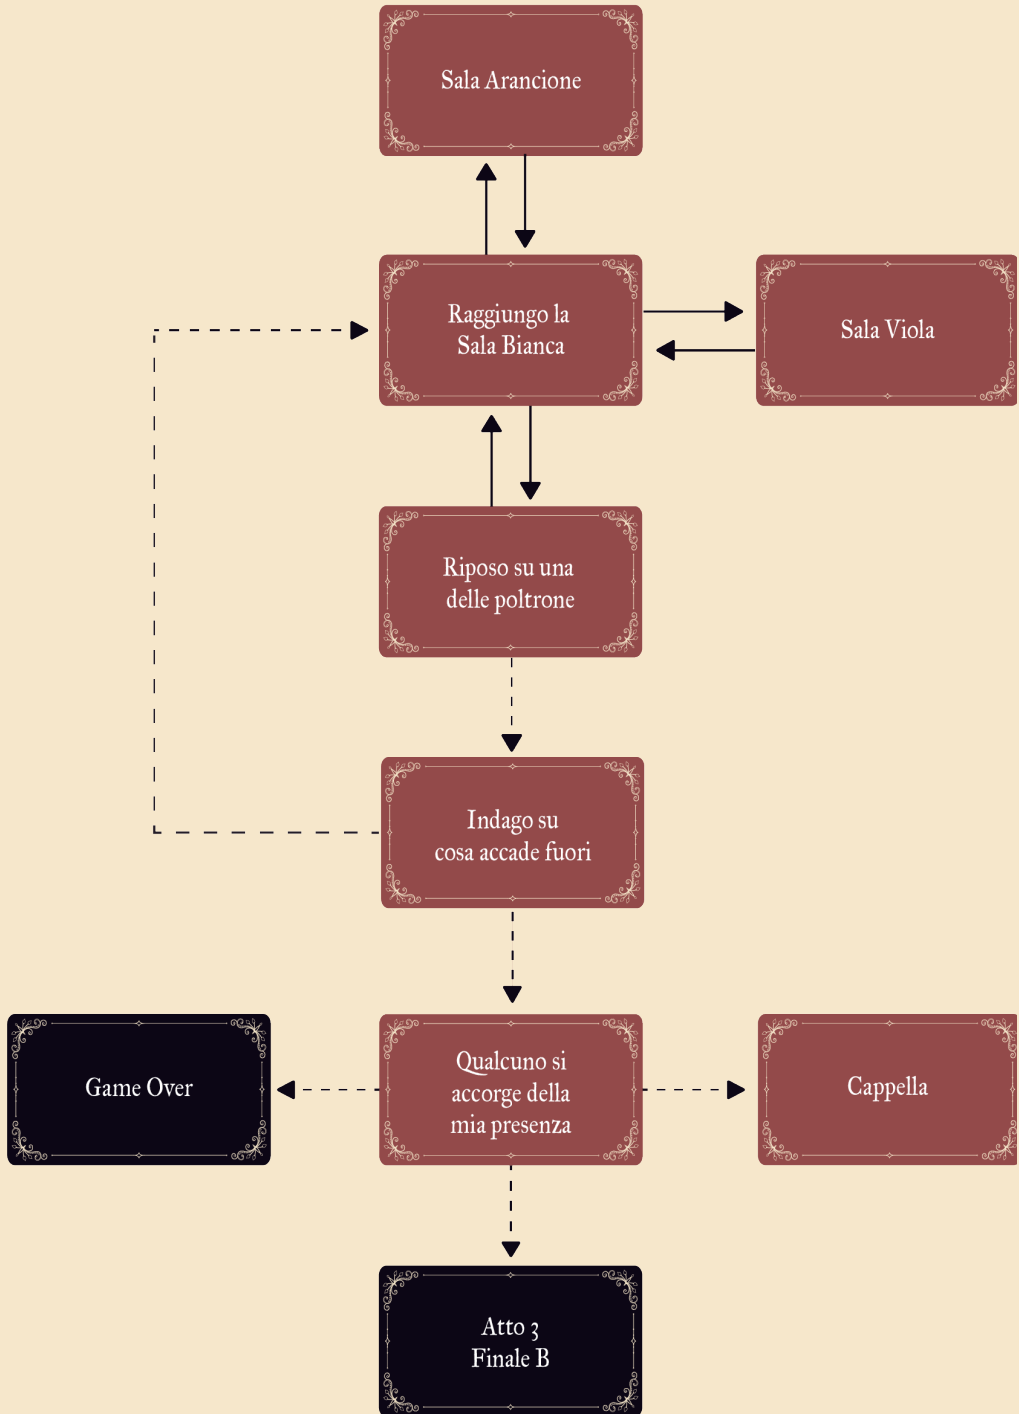 Sala Arancione
Raggiungo la
Sala Bianca
Sala Viola
Riposo su una
delle poltrone
Indago su
cosa accade fuori
Game Over
Qualcuno si
accorge della
mia presenza
Cappella
Atto 3
Finale B